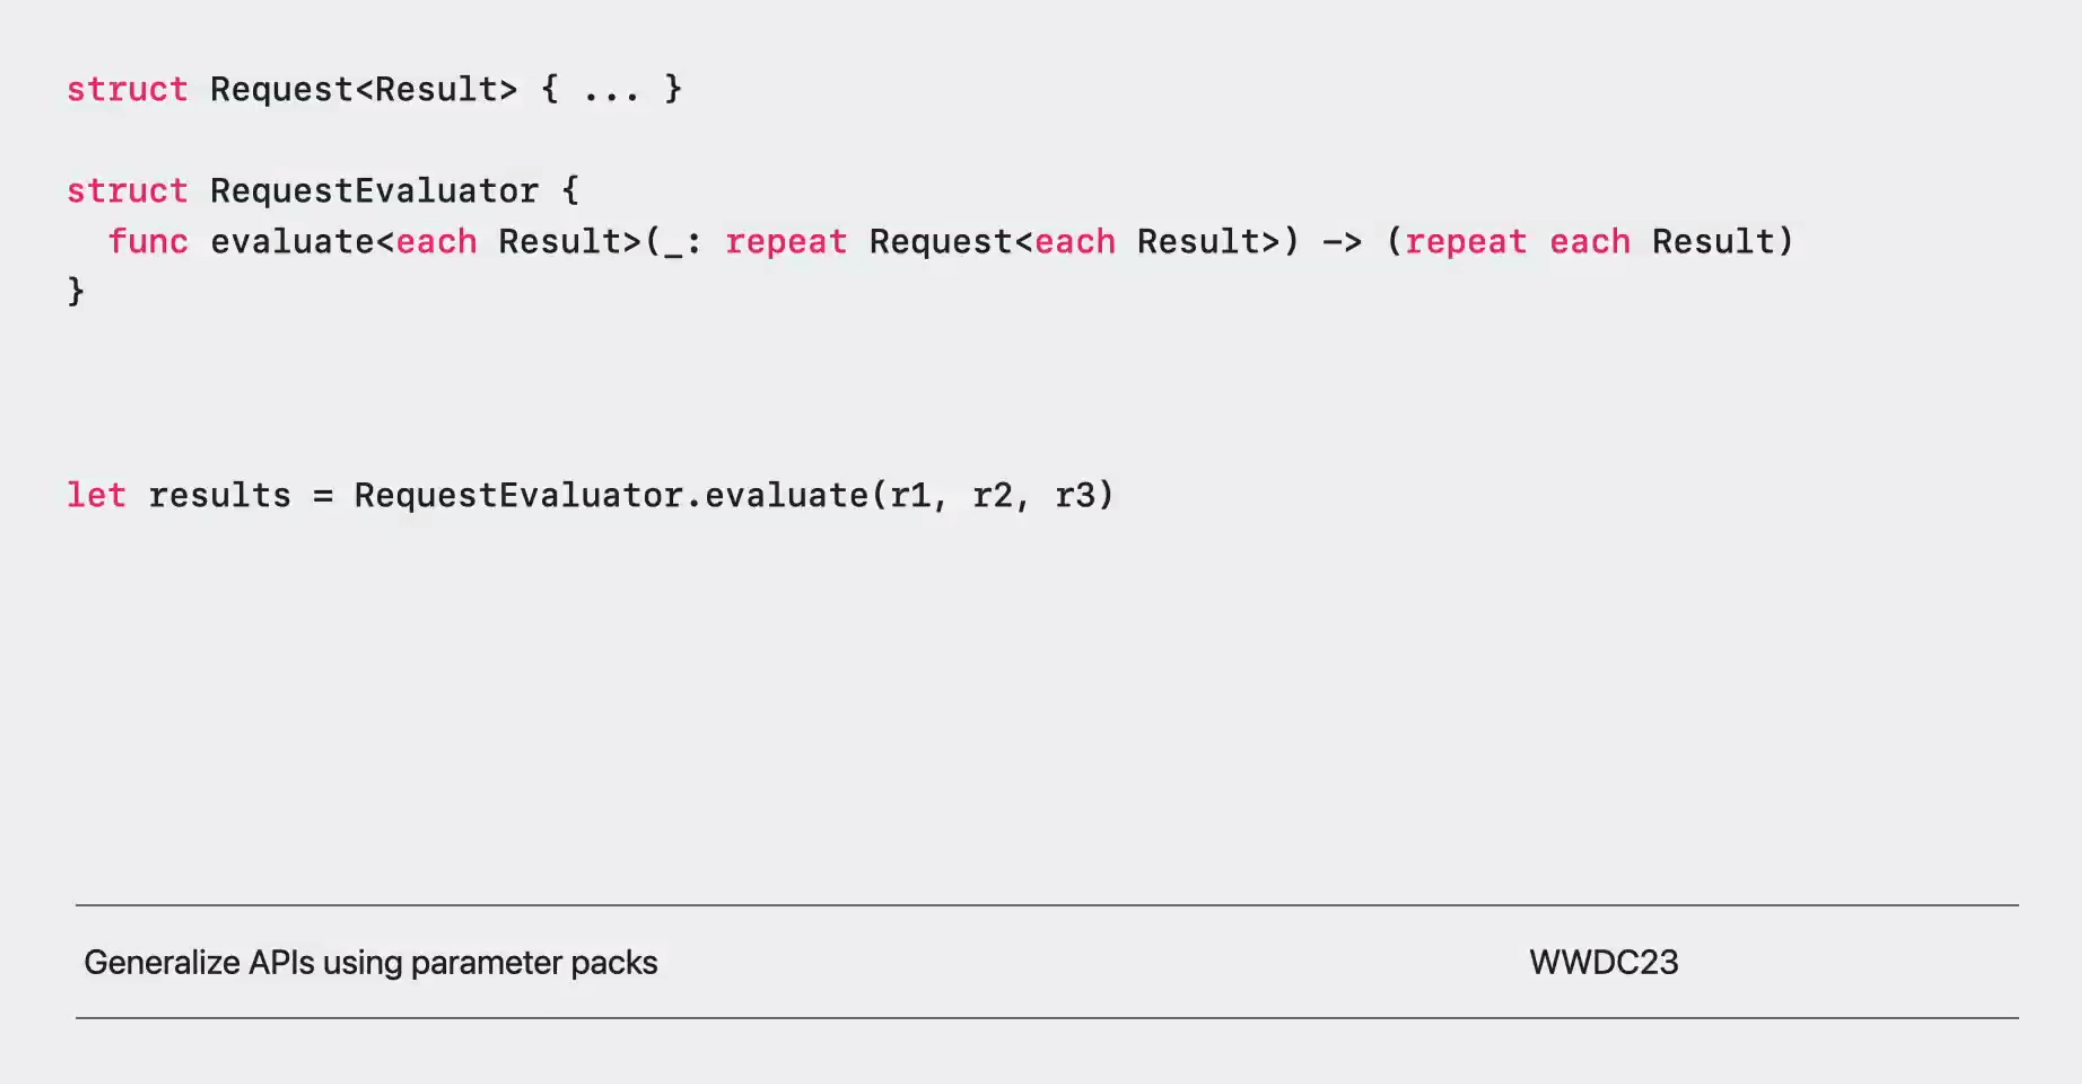 struct Request<Result> { ... }
struct RequestEvaluator {
  func evaluate<each Result>(_: repeat Request<each Result>) -> (repeat each Result)
}
let results = RequestEvaluator.evaluate(r1, r2, r3)
Generalize APIs using parameter packs WWDC23